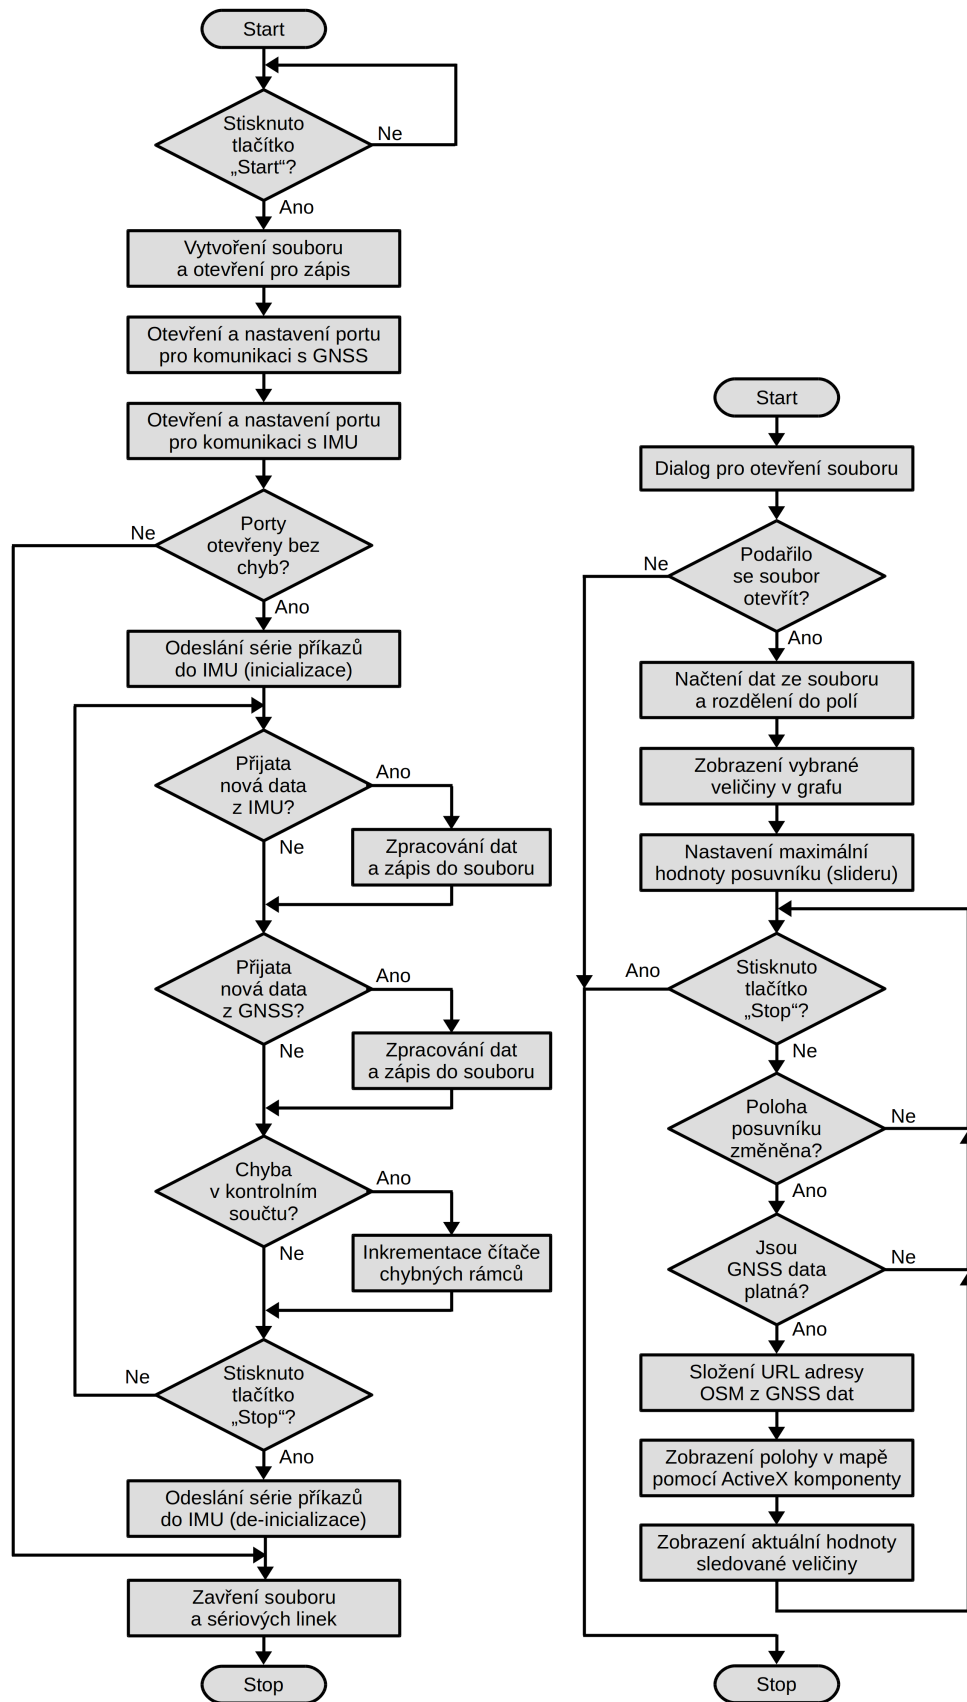 Start
Stisknuto
tlačítko
„Start“?
Ne
Ano
Vytvoření souboru
a otevření pro zápis
Otevření a nastavení portu
pro komunikaci s GNSS
Otevření a nastavení portu
pro komunikaci s IMU
Porty
otevřeny bez
chyb?
Ne
Ano
Odeslání série příkazů
do IMU (inicializace)
Přijata
nová data
z IMU?
Ano
Ne
Zpracování dat
a zápis do souboru
Přijata
nová data
z GNSS?
Ano
Ne
Zpracování dat
a zápis do souboru
Chyba
v kontrolním
součtu?
Ano
Ne
Inkrementace čítače
chybných rámců
Stisknuto
tlačítko
„Stop“?
Ne
Ano
Odeslání série příkazů
do IMU (de-inicializace)
Zavření souboru
a sériových linek
Stop
Start
Dialog pro otevření souboru
Podařilo
se soubor
otevřít?
Ne
Ano
Načtení dat ze souboru
a rozdělení do polí
Zobrazení vybrané
veličiny v grafu
Nastavení maximální
hodnoty posuvníku (slideru)
Stisknuto
tlačítko
„Stop“?
Ano
Ne
Poloha
posuvníku
změněna?
Ne
Ano
Jsou
GNSS data
platná?
Ne
Ano
Složení URL adresy
OSM z GNSS dat
Zobrazení polohy v mapě
pomocí ActiveX komponenty
Zobrazení aktuální hodnoty
sledované veličiny
Stop